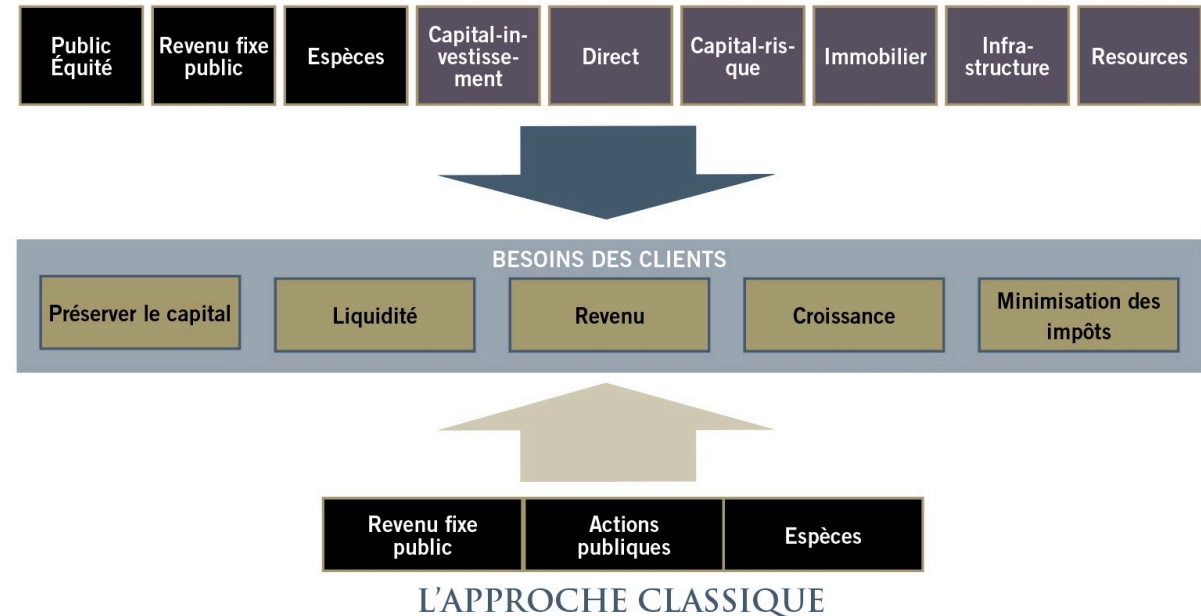 Public
Équité
Revenu fixe
public
Espèces
Capital-in-
vestisse-
ment
Direct
Capital-ris-
que
Immobilier
Infra-
structure
Resources
BESOINS DES CLIENTS
Préserver le capital
Liquidité
Revenu
Croissance
Minimisation des
impôts
Revenu fixe
public
Actions
publiques
Espèces
L'APPROCHE CLASSIQUE